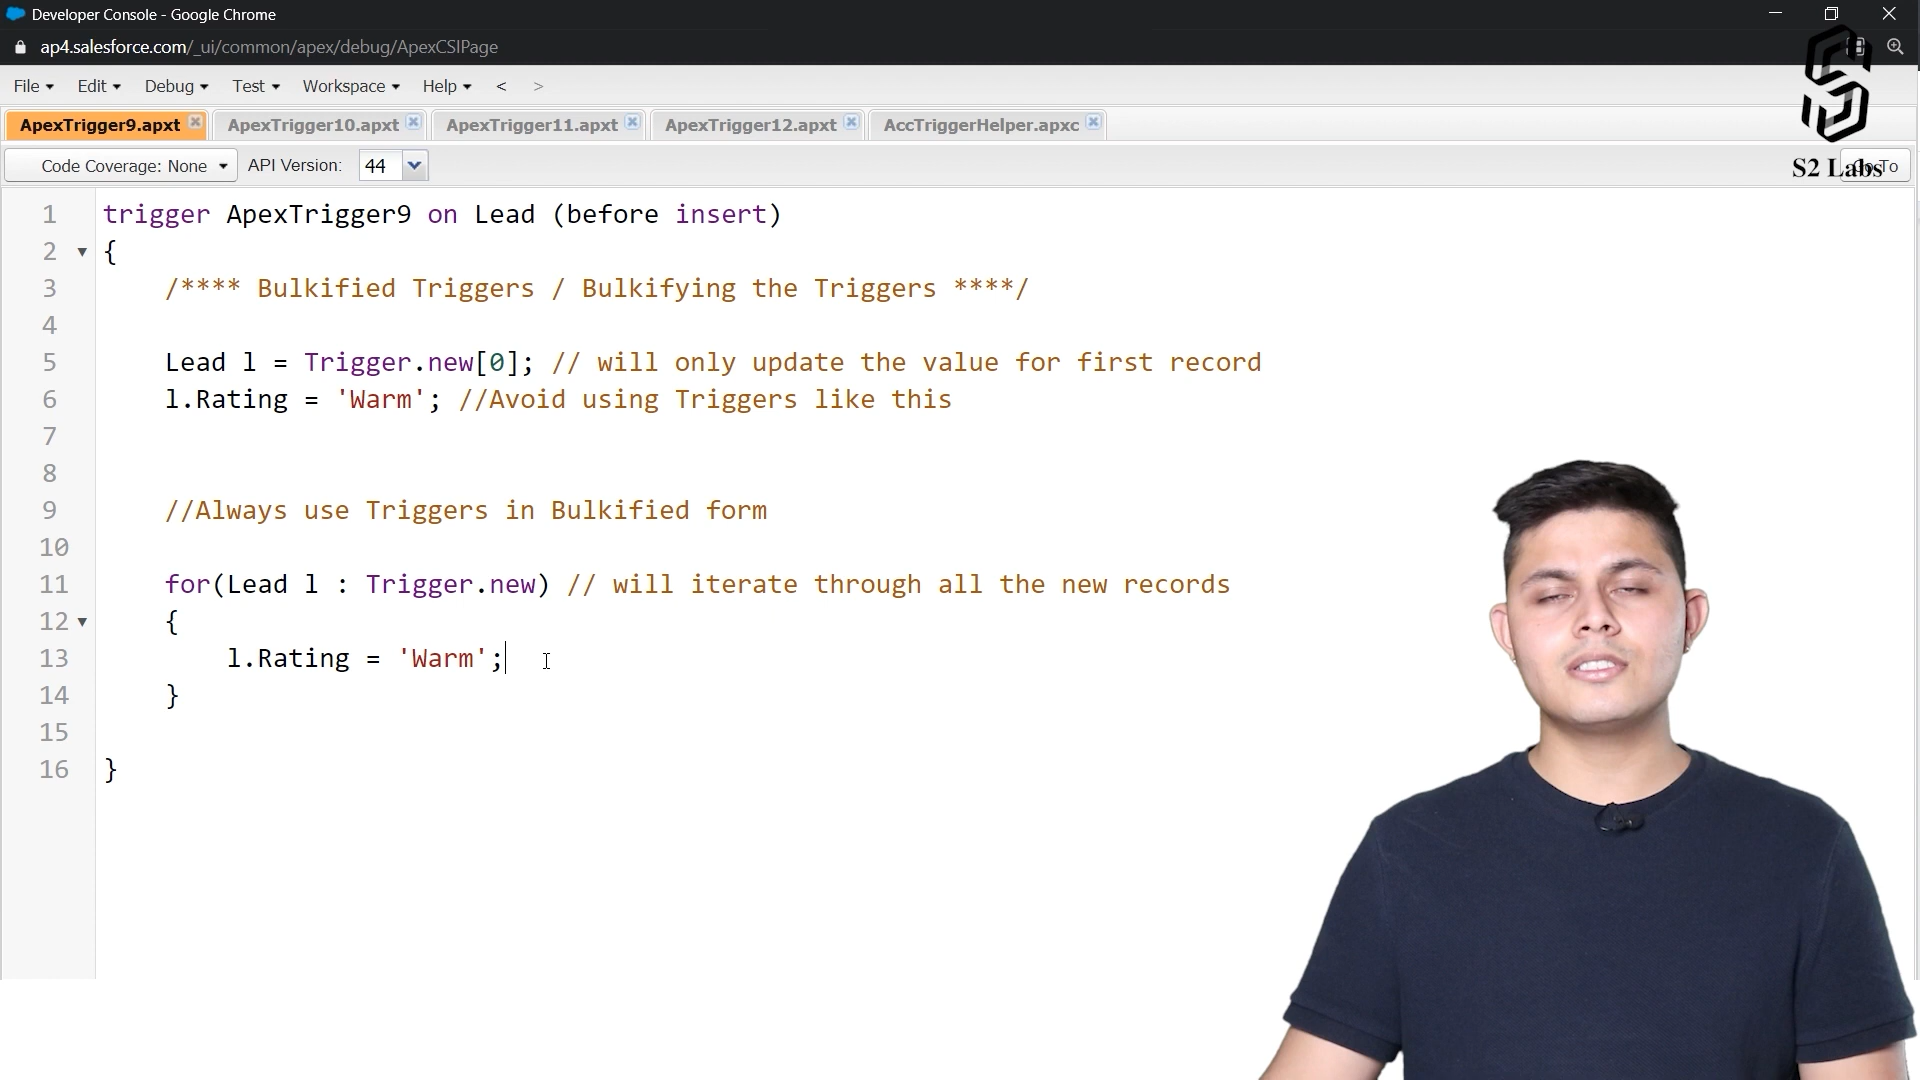 Developer Console - Google Chrome
ap4.salesforce.com/_ui/common/apex/debug/ApexCSIPage
File Edit Debug Test Workspace Help < >
ApexTrigger9.apxt ApexTrigger10.apxt ApexTrigger11.apxt ApexTrigger12.apxt AccTriggerHelper.apxc
Code Coverage: None API Version: 44 Go To
S2 Labs
1 trigger ApexTrigger9 on Lead (before insert)
2 {
3 /**** Bulkified Triggers / Bulkifying the Triggers ****/
4
5 Lead l = Trigger.new[0]; // will only update the value for first record
6 l.Rating = 'Warm'; //Avoid using Triggers like this
7
8
9 //Always use Triggers in Bulkified form
10
11 for(Lead l : Trigger.new) // will iterate through all the new records
12 {
13 l.Rating = 'Warm';
14 }
15
16 }